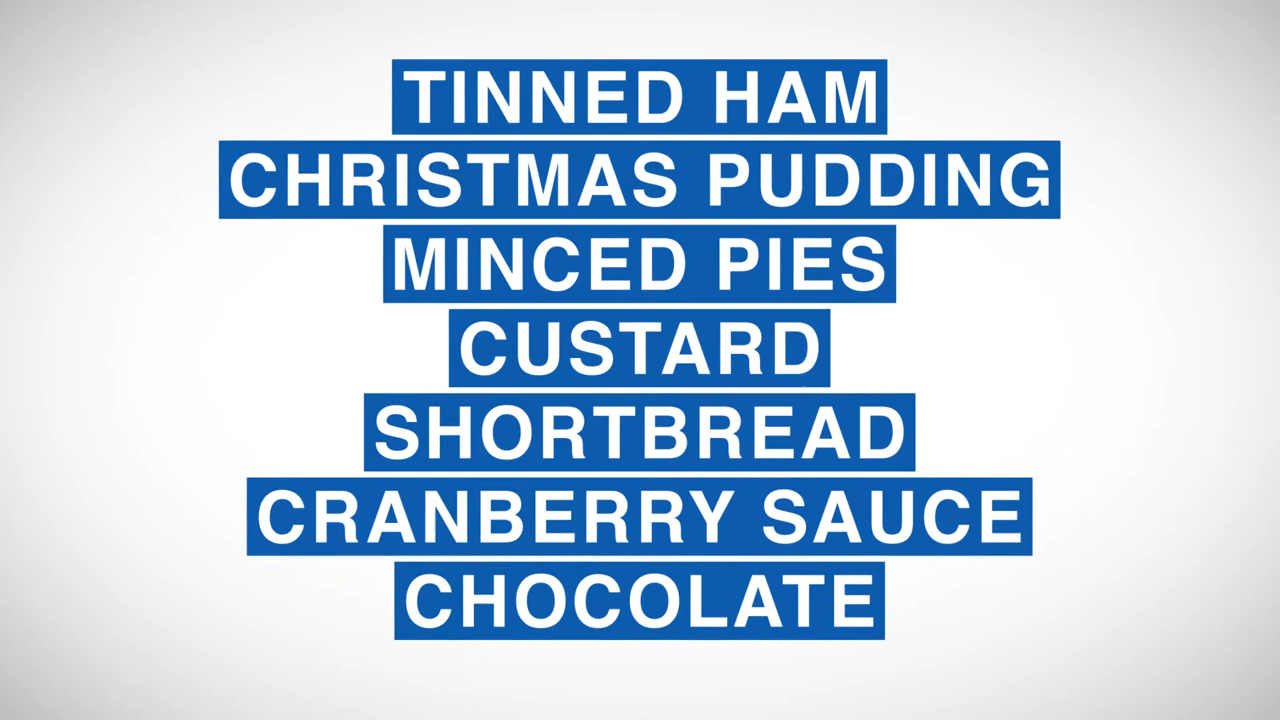 TINNED HAM
CHRISTMAS PUDDING
MINCED PIES
CUSTARD
SHORTBREAD
CRANBERRY SAUCE
CHOCOLATE